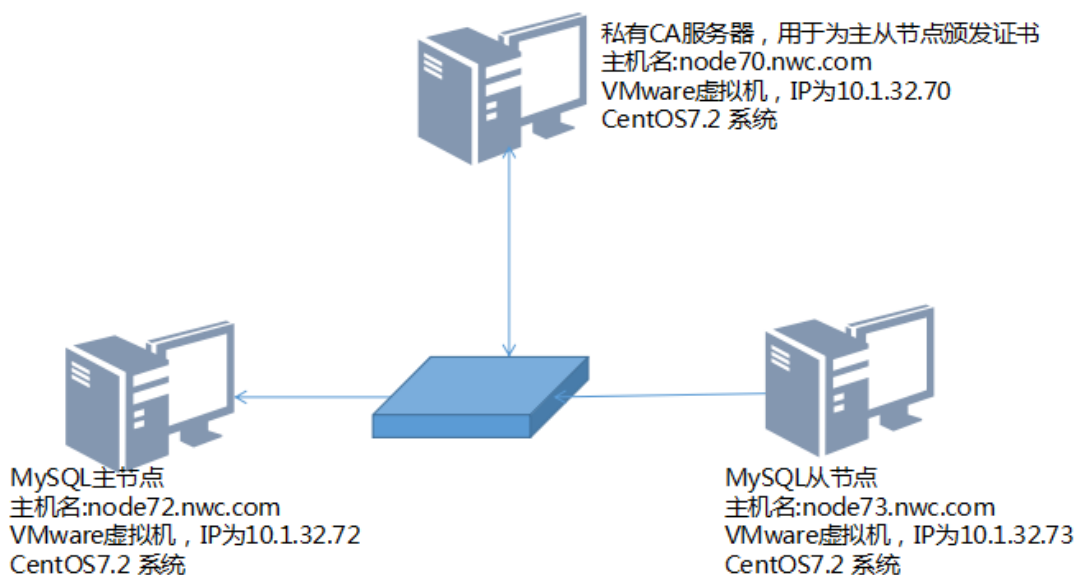 私有CA服务器，用于为主从节点颁发证书
主机名:node70.nwc.com
VMware虚拟机，IP为10.1.32.70
CentOS7.2 系统
MySQL主节点
主机名:node72.nwc.com
VMware虚拟机，IP为10.1.32.72
CentOS7.2 系统
MySQL从节点
主机名:node73.nwc.com
VMware虚拟机，IP为10.1.32.73
CentOS7.2 系统